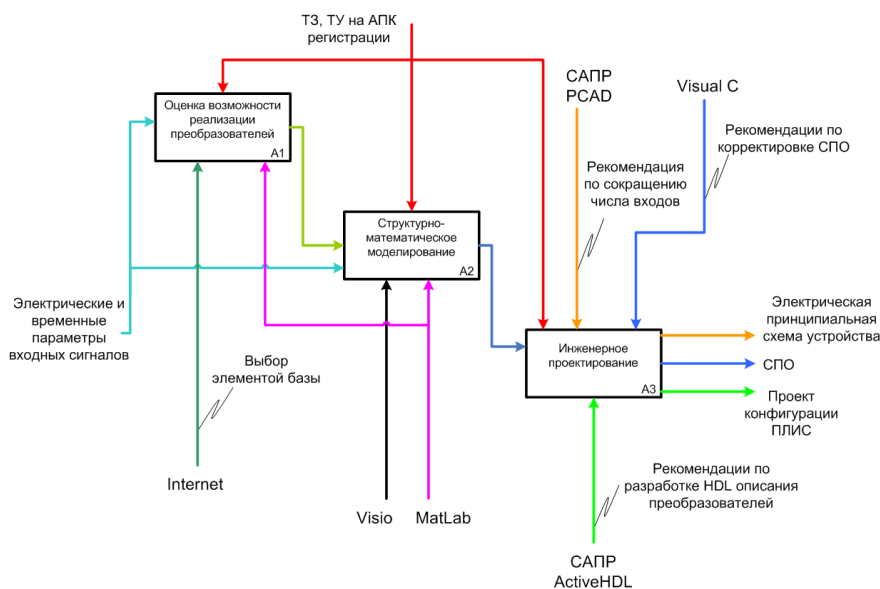 ТЗ, ТУ на АПК
регистрации
САПР
PCAD
Visual C
Оценка возможности
реализации
преобразователей
A1
Рекомендации по
корректировке СПО
Рекомендация
по сокращению
числа входов
Структурно-
математическое
моделирование
A2
Электрические и
временные
параметры
входных сигналов
Электрическая
принципиальная
схема устройства
Инженерное
проектирование
A3
СПО
Выбор
элементой базы
Проект
конфигурации
ПЛИС
Internet
Рекомендации по
разработке HDL описания
преобразователей
Visio
MatLab
САПР
ActiveHDL